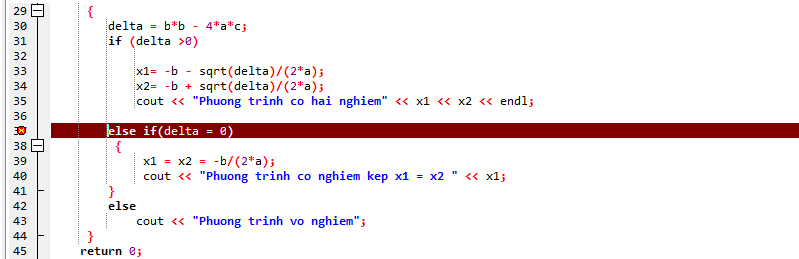 29 {
30 delta = b*b - 4*a*c;
31 if (delta >0)
32
33 x1= -b - sqrt(delta)/(2*a);
34 x2= -b + sqrt(delta)/(2*a);
35 cout << "Phuong trinh co hai nghiem" << x1 << x2 << endl;
36
else if(delta = 0)
38 {
39 x1 = x2 = -b/(2*a);
40 cout << "Phuong trinh co nghiem kep x1 = x2 " << x1;
41 }
42 else
43 cout << "Phuong trinh vo nghiem";
44 }
45 return 0;